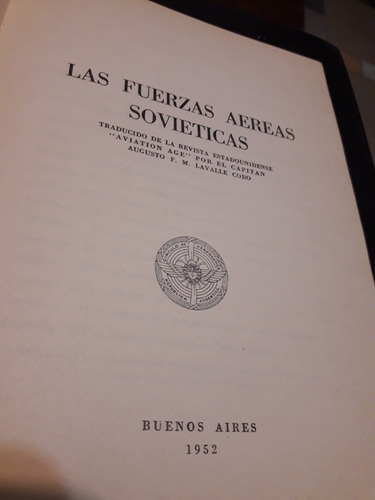 LAS FUERZAS AEREAS
SOVIETICAS
TRADUCIDO DE LA REVISTA ESTADOUNIDENSE
"AVIATION AGE" POR EL CAPITAN
AUGUSTO F. M. LAVALLE COBO
BUENOS AIRES
1952